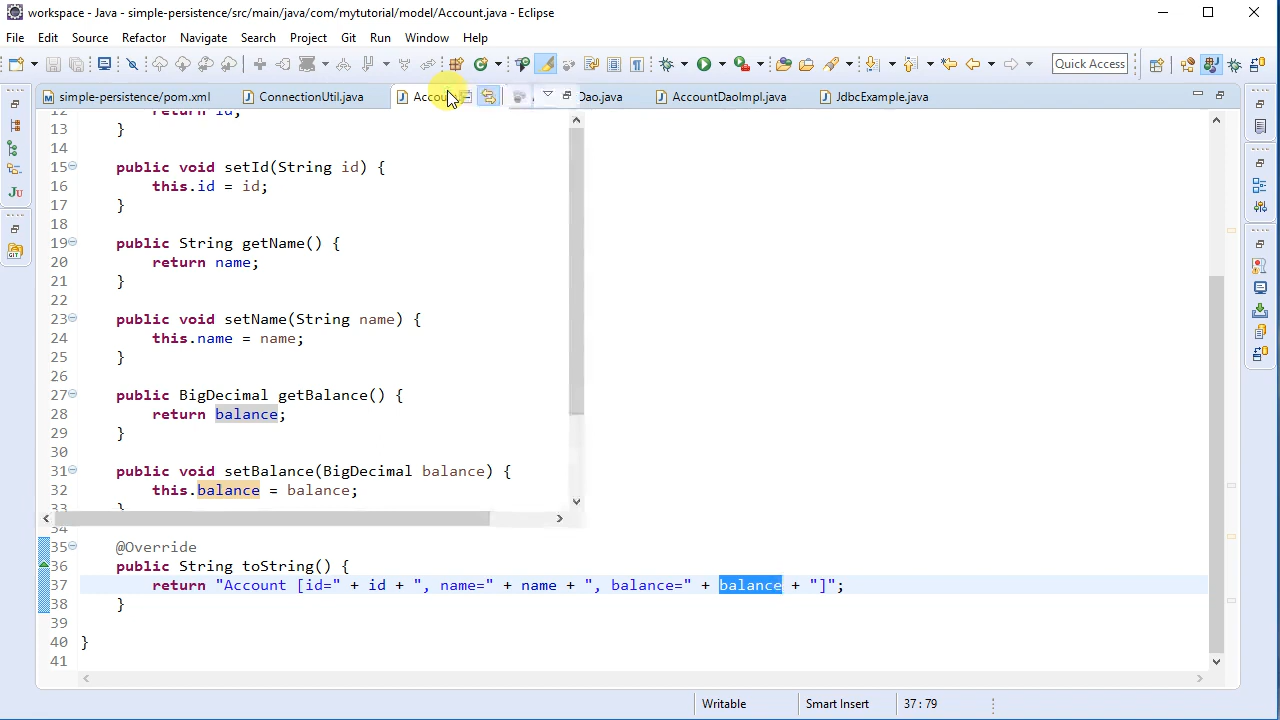 workspace - Java - simple-persistence/src/main/java/com/mytutorial/model/Account.java - Eclipse
File Edit Source Refactor Navigate Search Project Git Run Window Help
Quick Access
simple-persistence/pom.xml ConnectionUtil.java Dao.java AccountDaoImpl.java JdbcExample.java
return id;
13 }
14
15 public void setId(String id) {
16 this.id = id;
17 }
18
19 public String getName() {
20 return name;
21 }
22
23 public void setName(String name) {
24 this.name = name;
25 }
26
27 public BigDecimal getBalance() {
28 return balance;
29 }
30
31 public void setBalance(BigDecimal balance) {
32 this.balance = balance;
33 }
34
35 @Override
36 public String toString() {
37 return "Account [id=" + id + ", name=" + name + ", balance=" + balance + "]";
38 }
39
40 }
41
Writable Smart Insert 37 : 79